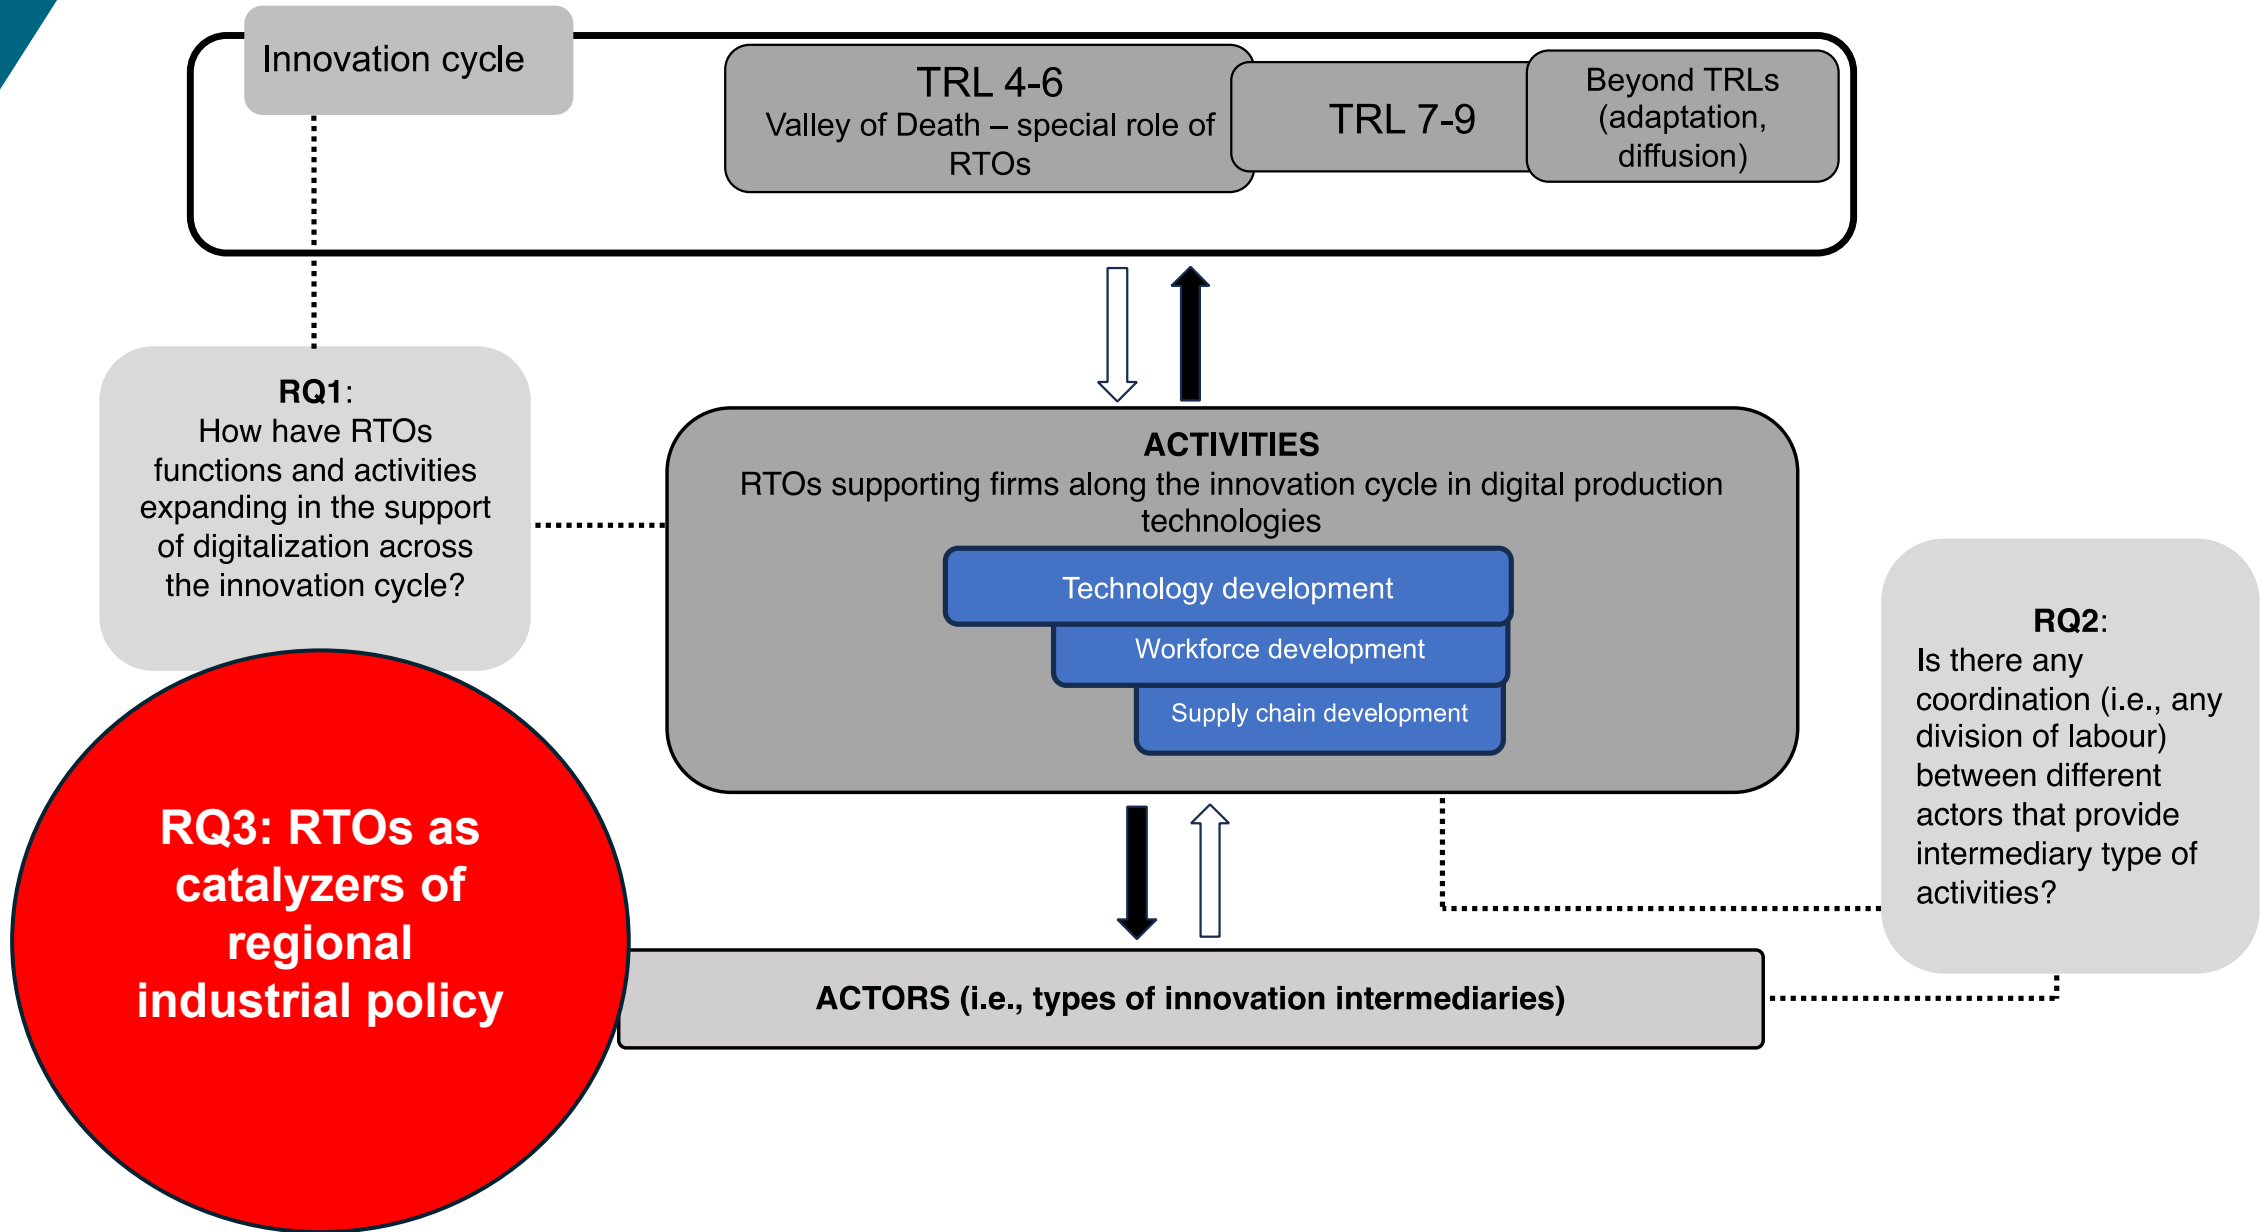 Innovation cycle
TRL 4-6
Valley of Death – special role of
RTOs
TRL 7-9
Beyond TRLs
(adaptation,
diffusion)
RQ1:
How have RTOs
functions and activities
expanding in the support
of digitalization across
the innovation cycle?
ACTIVITIES
RTOs supporting firms along the innovation cycle in digital production
technologies
Technology development
Workforce development
Supply chain development
RQ2:
Is there any
coordination (i.e., any
division of labour)
between different
actors that provide
intermediary type of
activities?
RQ3: RTOs as
catalyzers of
regional
industrial policy
ACTORS (i.e., types of innovation intermediaries)